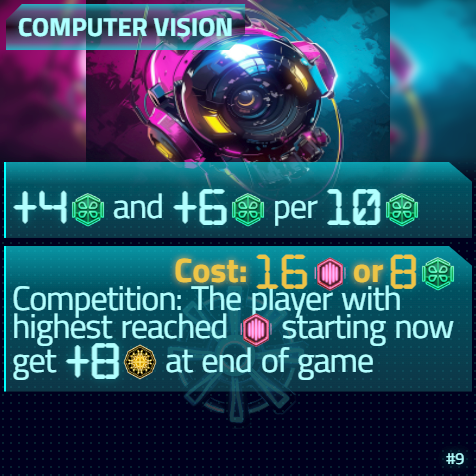 COMPUTER VISION
+4 and +6 per 10
Cost: 16 or 8
Competition: The player with
highest reached starting now
get +8 at end of game
#9